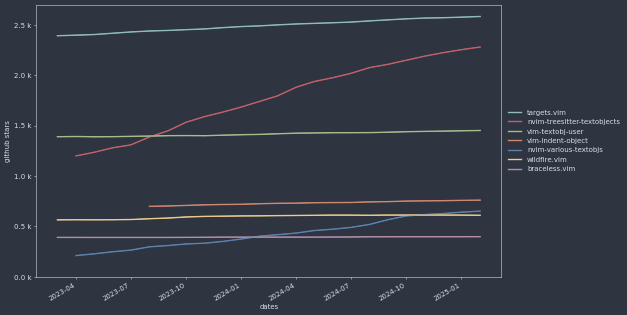 2.5 k
2.0 k
1.5 k
1.0 k
0.5 k
0.0 k
github stars
2023-04
2023-07
2023-10
2024-01
2024-04
2024-07
2024-10
2025-01
dates
targets.vim
nvim-treesitter-textobjects
vim-textobj-user
vim-indent-object
nvim-various-textobjs
wildfire.vim
braceless.vim